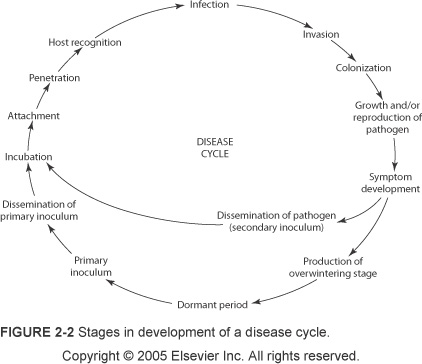 Infection
Invasion
Colonization
Growth and/or
reproduction of
pathogen
Symptom
development
Dissemination of pathogen
(secondary inoculum)
Production of
overwintering stage
Dormant period
Primary
inoculum
Dissemination of
primary inoculum
Incubation
Attachment
Penetration
Host recognition
DISEASE
CYCLE
FIGURE 2-2 Stages in development of a disease cycle.
Copyright © 2005 Elsevier Inc. All rights reserved.